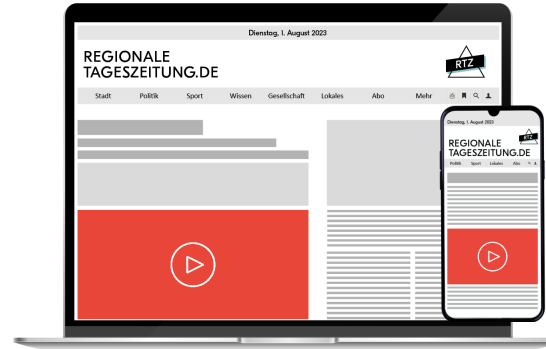 Dienstag, 1. August 2023
REGIONALE
TAGESZEITUNG.DE
RTZ
Stadt Politik Sport Wissen Gesellschaft Lokales Abo Mehr
Dienstag, 1. August 2023
RTZ
REGIONALE
TAGESZEITUNG.DE
Politik Sport Lokales Abo